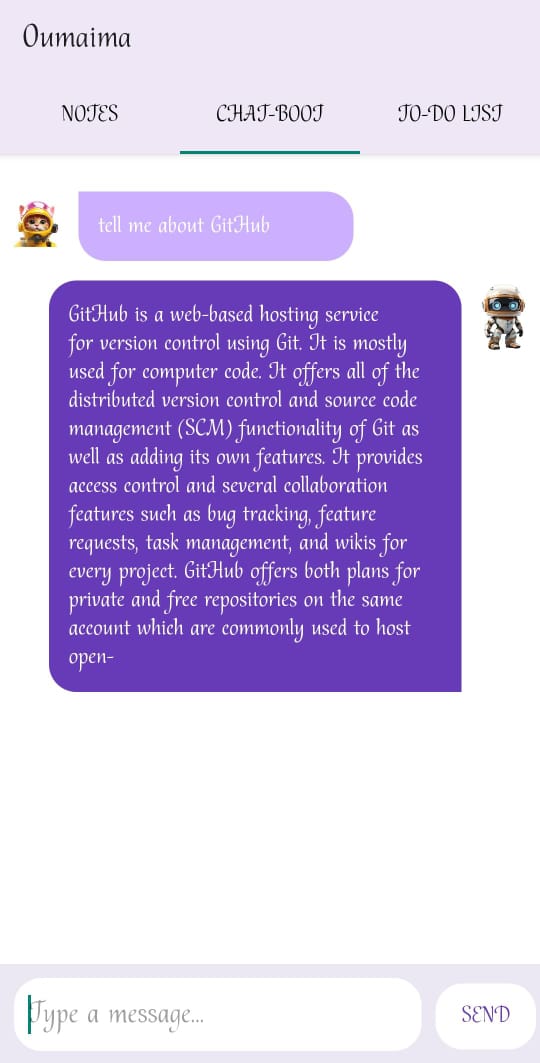 Oumaima
NOTES CHAT-BOOT TO-DO LIST
tell me about GitHub
GitHub is a web-based hosting service
for version control using Git. It is mostly
used for computer code. It offers all of the
distributed version control and source code
management (SCM) functionality of Git as
well as adding its own features. It provides
access control and several collaboration
features such as bug tracking, feature
requests, task management, and wikis for
every project. GitHub offers both plans for
private and free repositories on the same
account which are commonly used to host
open-
Type a message... SEND